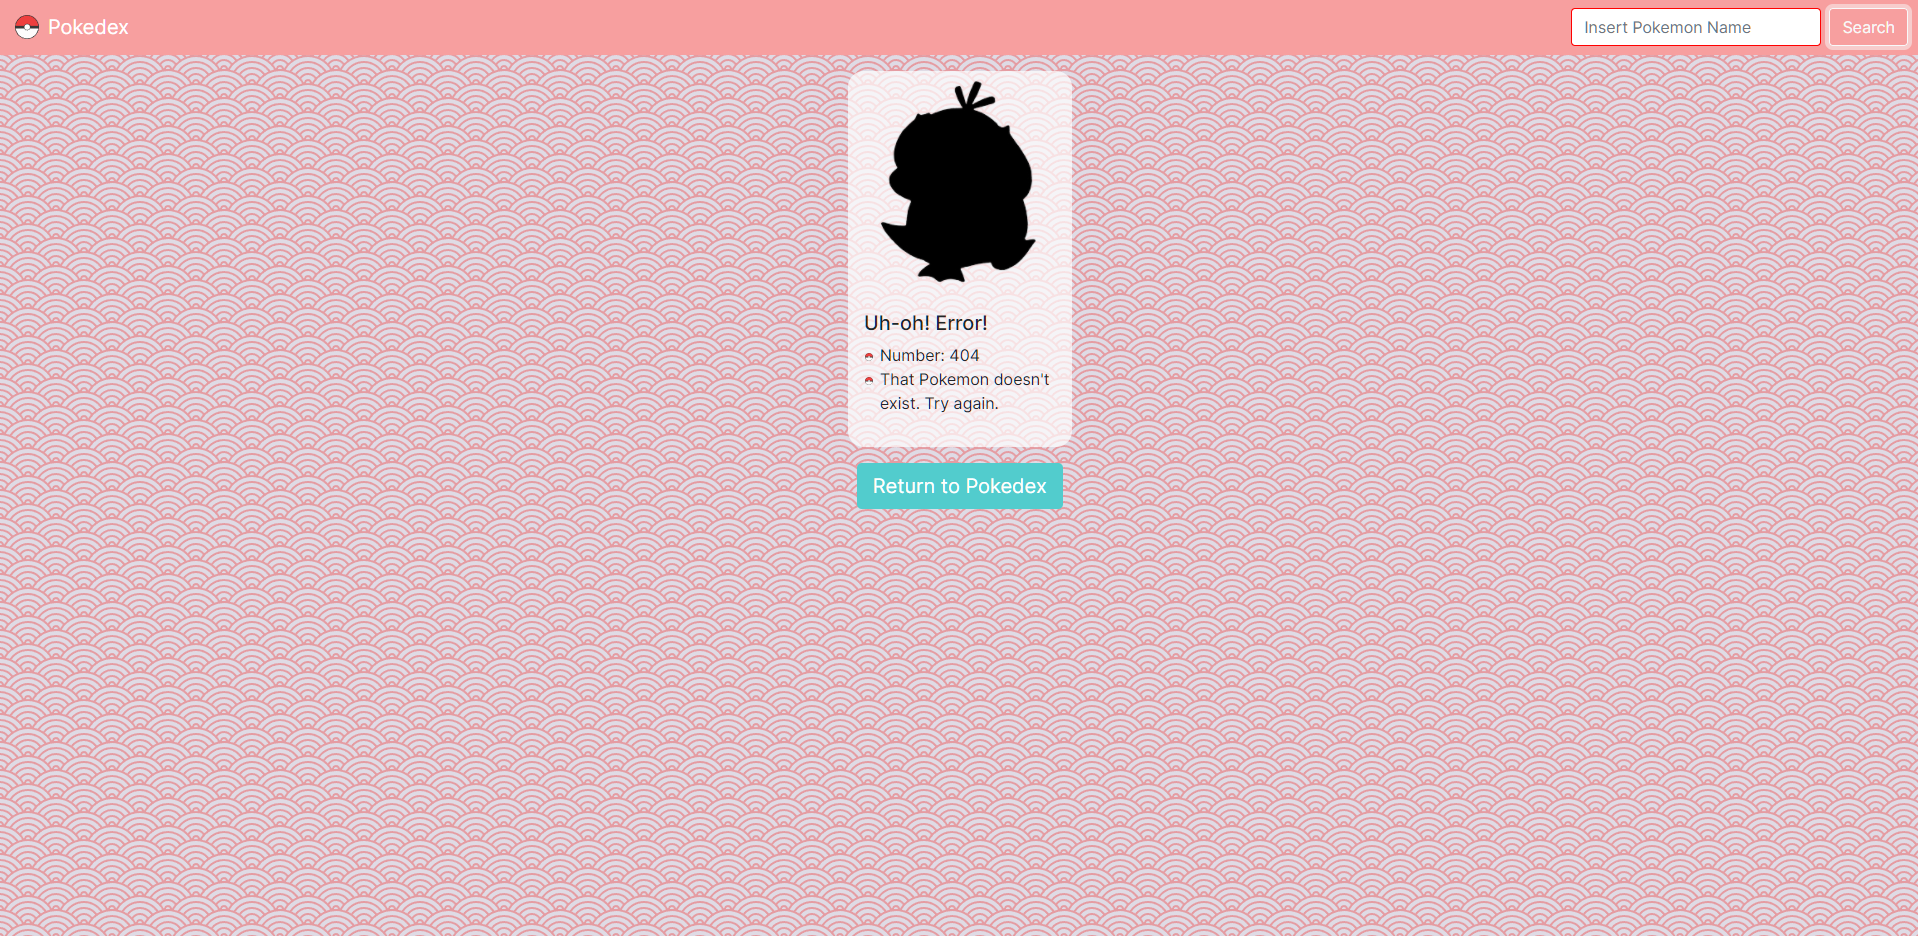 Pokedex
Insert Pokemon Name
Search
Uh-oh! Error!
Number: 404
That Pokemon doesn't
exist. Try again.
Return to Pokedex